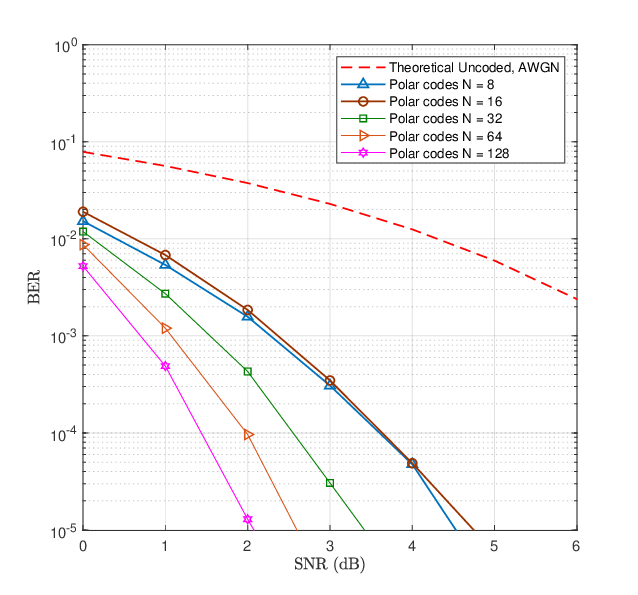 10^0
10^-1
10^-2
10^-3
10^-4
10^-5
BER
Theoretical Uncoded, AWGN
Polar codes N = 8
Polar codes N = 16
Polar codes N = 32
Polar codes N = 64
Polar codes N = 128
0 1 2 3 4 5 6
SNR (dB)